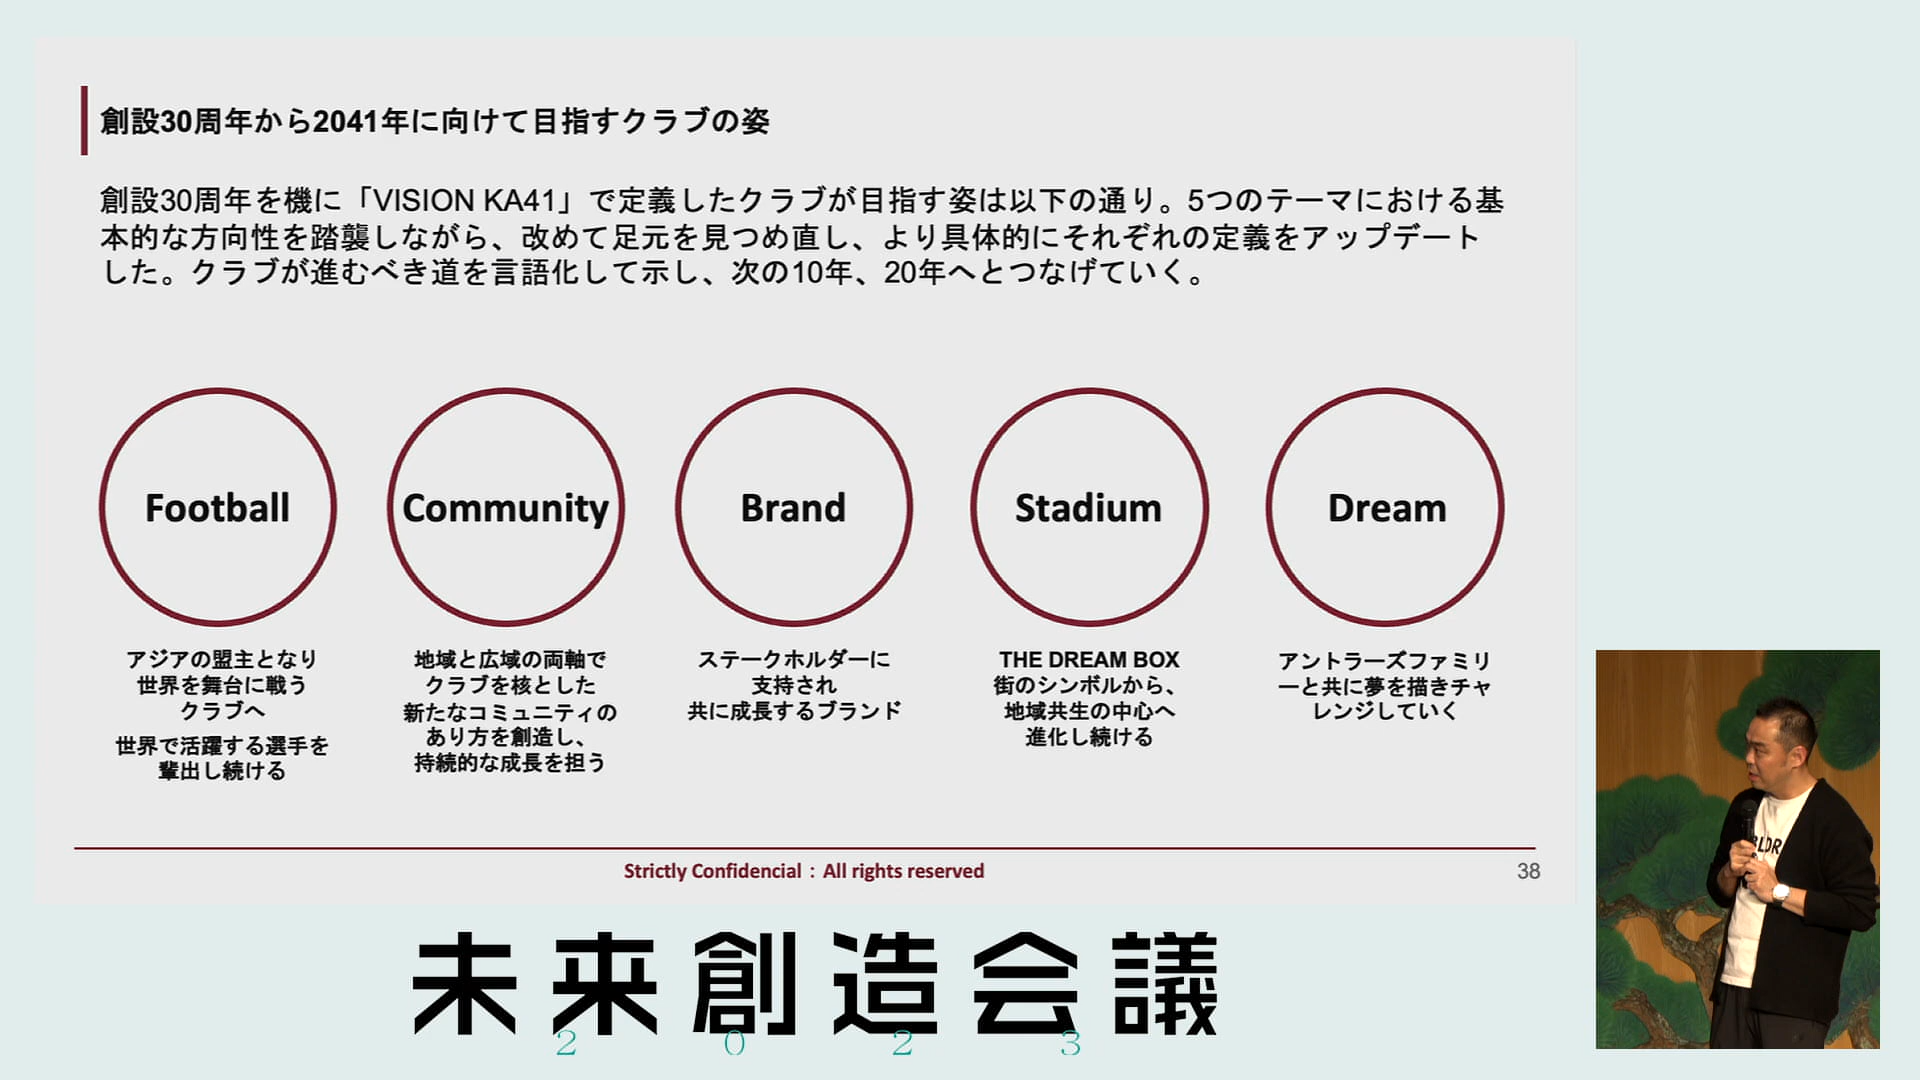 創設30周年から2041年に向けて目指すクラブの姿
創設30周年を機に「VISION KA41」で定義したクラブが目指す姿は以下の通り。5つのテーマにおける基
本的な方向性を踏襲しながら、改めて足元を見つめ直し、より具体的にそれぞれの定義をアップデート
した。クラブが進むべき道を言語化して示し、次の10年、20年へとつなげていく。
Football
アジアの盟主となり
世界を舞台に戦う
クラブへ
世界で活躍する選手を
輩出し続ける
Community
地域と広域の両軸で
クラブを核とした
新たなコミュニティの
あり方を創造し、
持続的な成長を担う
Brand
ステークホルダーに
支持され
共に成長するブランド
Stadium
THE DREAM BOX
街のシンボルから、
地域共生の中心へ
進化し続ける
Dream
アントラーズファミリ
ーと共に夢を描きチャ
レンジしていく
Strictly Confidencial：All rights reserved
38
未来創造会議
2023